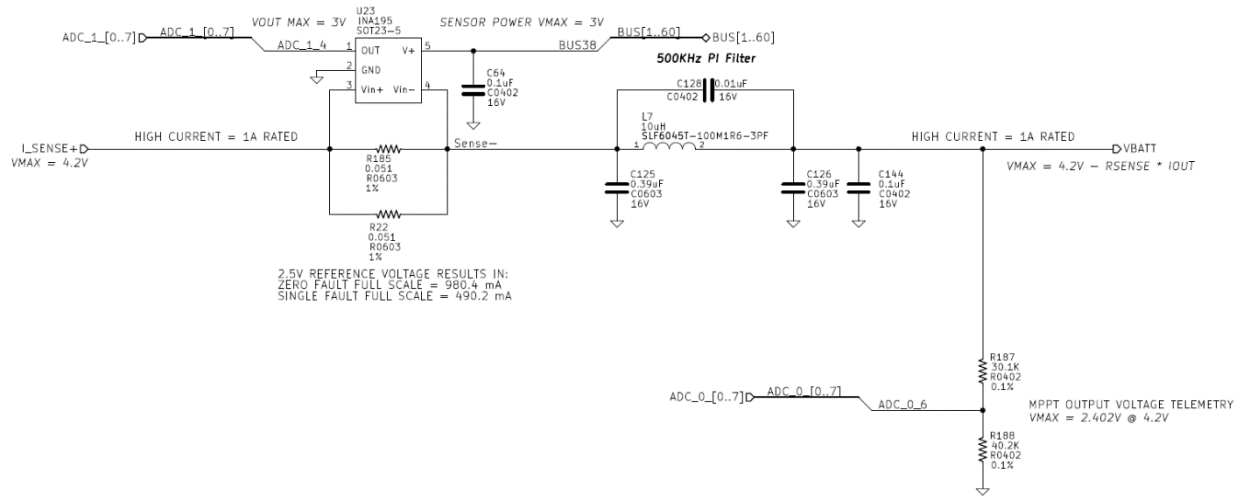 U23
INA195
SOT23-5
VOUT MAX = 3V
SENSOR POWER VMAX = 3V
ADC_1_[0..7]
ADC_1_[0..7]
ADC_1_4
1 OUT
V+ 5
2 GND
3 Vin+
Vin- 4
BUS38
BUS[1..60]
BUS[1..60]
C64
0.1uF
C0402
16V
500KHz PI Filter
C128 0.01uF
C0402 16V
L7
10uH
SLF6045T-100M1R6-3PF
1 2
I_SENSE+
VMAX = 4.2V
HIGH CURRENT = 1A RATED
Sense-
R185
0.051
R0603
1%
R22
0.051
R0603
1%
2.5V REFERENCE VOLTAGE RESULTS IN:
ZERO FAULT FULL SCALE = 980.4 mA
SINGLE FAULT FULL SCALE = 490.2 mA
C125
0.39uF
C0603
16V
C126
0.39uF
C0603
16V
C144
0.1uF
C0402
16V
HIGH CURRENT = 1A RATED
VBATT
VMAX = 4.2V - RSENSE * IOUT
R187
30.1K
R0402
0.1%
ADC_0_[0..7]
ADC_0_[0..7]
ADC_0_6
MPPT OUTPUT VOLTAGE TELEMETRY
VMAX = 2.402V @ 4.2V
R188
40.2K
R0402
0.1%